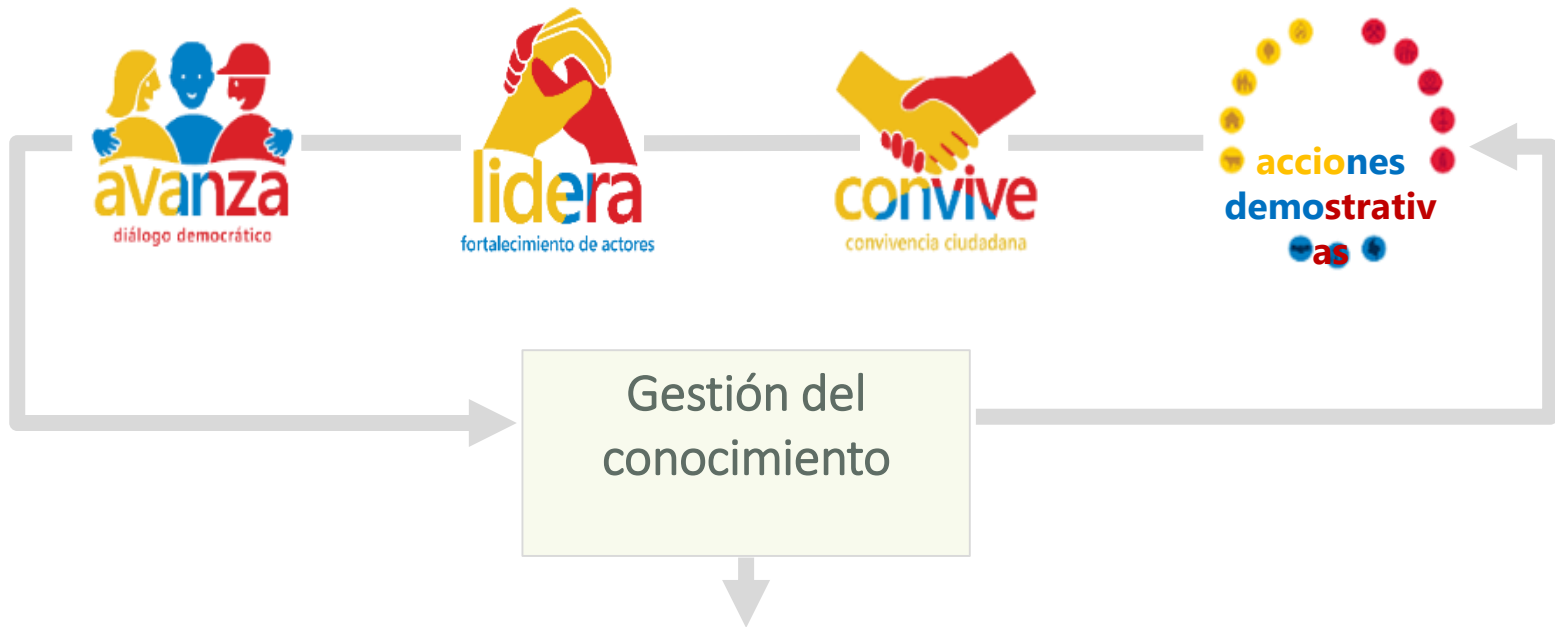 avanza
diálogo democrático
lidera
fortalecimiento de actores
convive
convivencia ciudadana
acciones
demostrativ
as
Gestión del
conocimiento